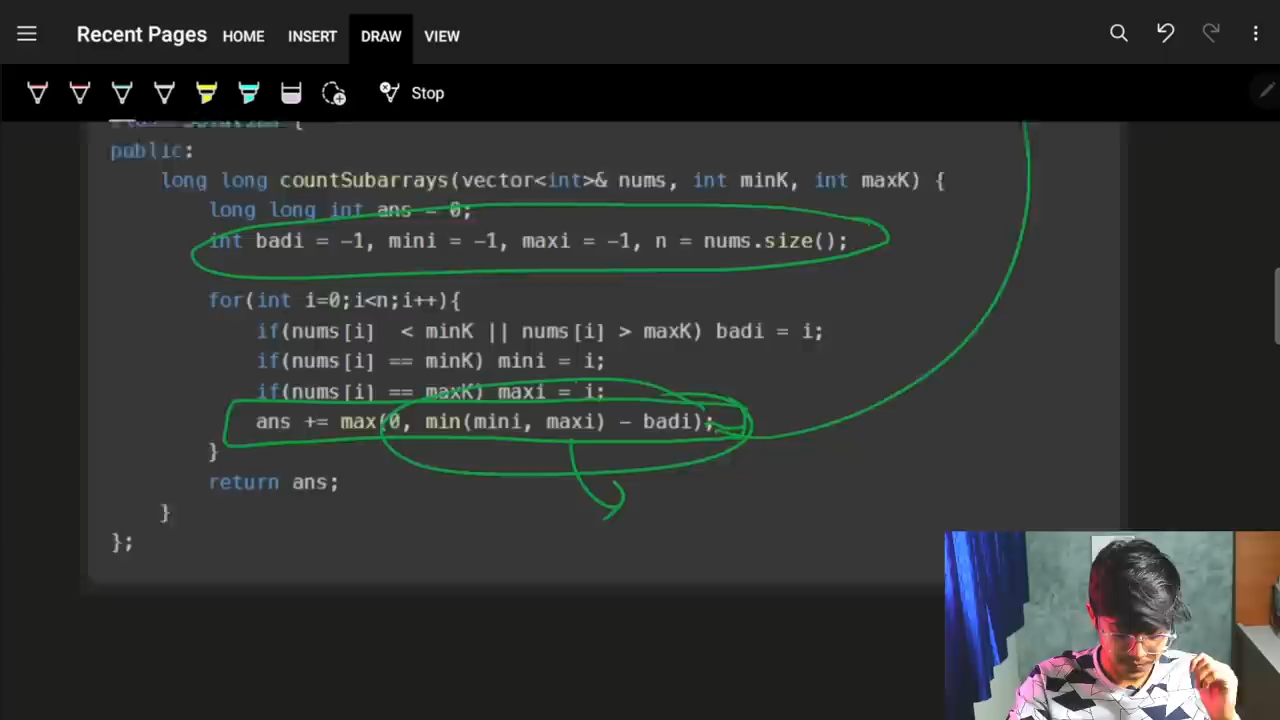 Recent Pages HOME INSERT DRAW VIEW
Stop
public:
long long countSubarrays(vector<int>& nums, int minK, int maxK) {
long long int ans = 0;
int badi = -1, mini = -1, maxi = -1, n = nums.size();
for(int i=0;i<n;i++){
if(nums[i] < minK || nums[i] > maxK) badi = i;
if(nums[i] == minK) mini = i;
if(nums[i] == maxK) maxi = i;
ans += max(0, min(mini, maxi) - badi);
}
return ans;
}
};